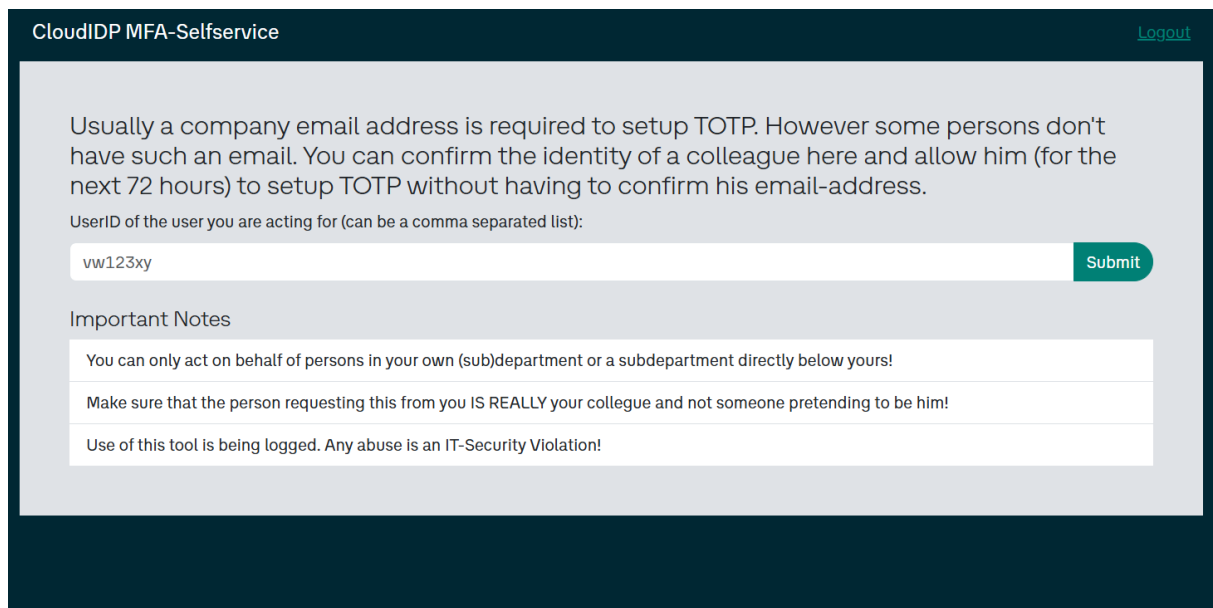 CloudIDP MFA-Selfservice
Logout
Usually a company email address is required to setup TOTP. However some persons don't
have such an email. You can confirm the identity of a colleague here and allow him (for the
next 72 hours) to setup TOTP without having to confirm his email-address.
UserID of the user you are acting for (can be a comma separated list):
vw123xy
Submit
Important Notes
You can only act on behalf of persons in your own (sub)department or a subdepartment directly below yours!
Make sure that the person requesting this from you IS REALLY your collegue and not someone pretending to be him!
Use of this tool is being logged. Any abuse is an IT-Security Violation!